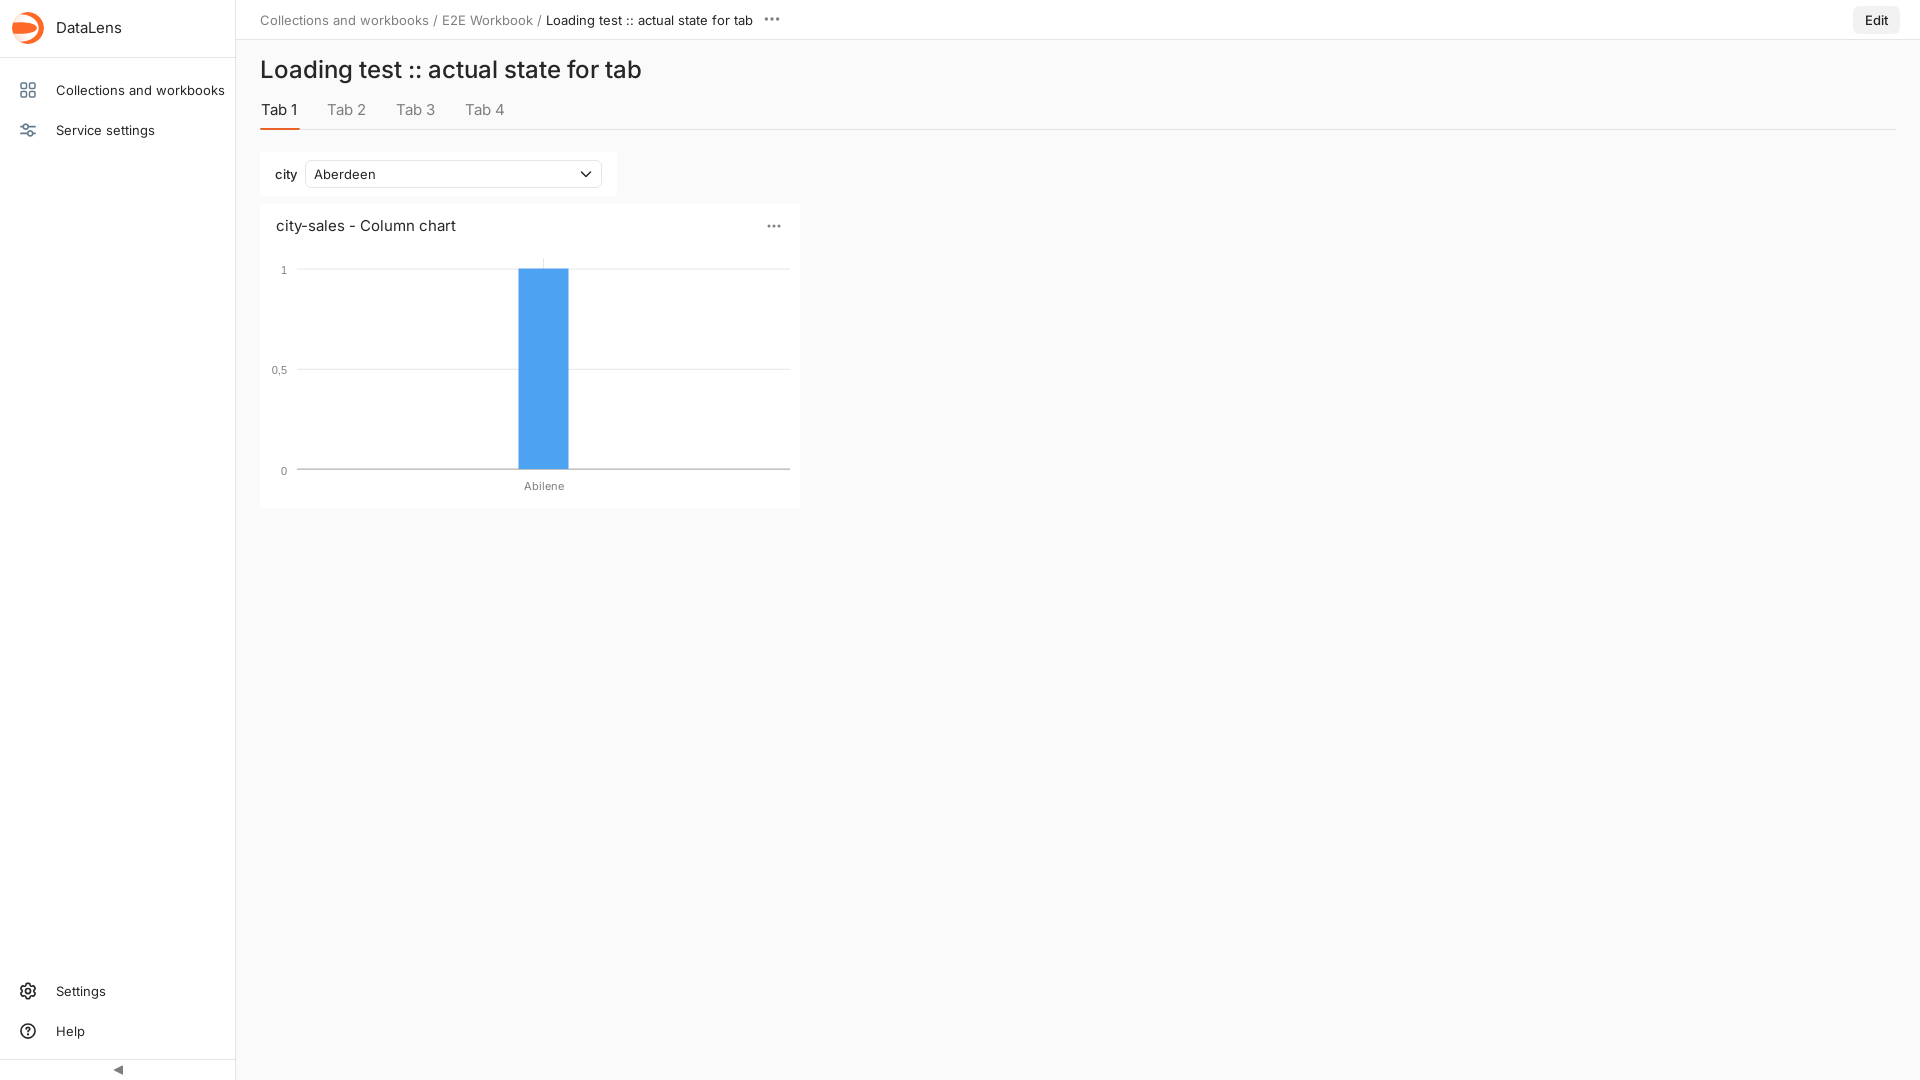 DataLens
Collections and workbooks
Service settings
Settings
Help
Collections and workbooks / E2E Workbook / Loading test :: actual state for tab
Edit
Loading test :: actual state for tab
Tab 1 Tab 2 Tab 3 Tab 4
city Aberdeen
city-sales - Column chart
1
0,5
0
Abilene